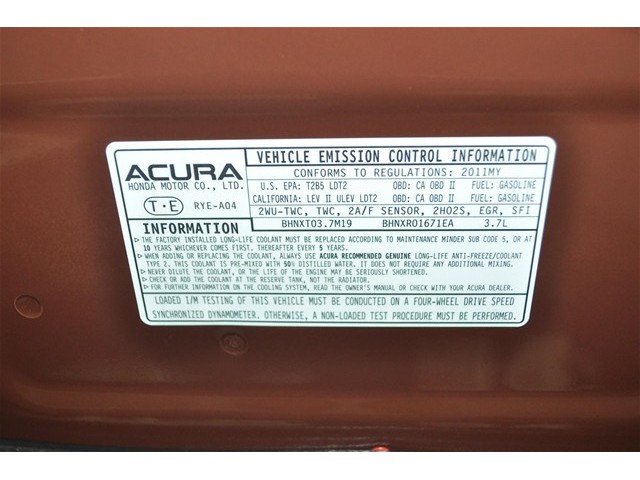 ACURA
HONDA MOTOR CO., LTD.
T·E RYE-A04
VEHICLE EMISSION CONTROL INFORMATION
CONFORMS TO REGULATIONS: 2011MY
U.S. EPA: T2B5 LDT2 OBD: CA OBD II FUEL: GASOLINE
CALIFORNIA: LEV II ULEV LDT2 OBD: CA OBD II FUEL: GASOLINE
2WU-TWC, TWC, 2A/F SENSOR, 2HO2S, EGR, SFI
INFORMATION
BHNXT03.7M19 BHNXR01671EA 3.7L
THE FACTORY INSTALLED LONG-LIFE COOLANT MUST BE REPLACED ACCORDING TO MAINTENANCE MINDER SUB CODE 5, OR AT
10 YEARS WHICHEVER COMES FIRST. THEREAFTER EVERY 5 YEARS.
WHEN ADDING OR REPLACING THE COOLANT, ALWAYS USE ACURA RECOMMENDED GENUINE LONG-LIFE ANTI-FREEZE/COOLANT
TYPE 2. THIS COOLANT IS PRE-MIXED WITH 50% DISTILLED WATER. IT DOES NOT REQUIRE ANY ADDITIONAL MIXING.
NEVER DILUTE THE COOLANT, OR THE ENGINE MAY BE SERIOUSLY DAMAGED.
CHECK OR ADD THE COOLANT AT RESERVE TANK, NOT IN THE RADIATOR.
FOR FURTHER INFORMATION ON THE COOLING SYSTEM, READ THE OWNER'S MANUAL OR CHECK WITH YOUR ACURA DEALER.
LOADED I/M TESTING OF THIS VEHICLE MUST BE CONDUCTED ON A FOUR-WHEEL DRIVE SPEED
SYNCHRONIZED DYNAMOMETER. OTHERWISE, A NON-LOADED TEST PROCEDURE MUST BE PERFORMED.